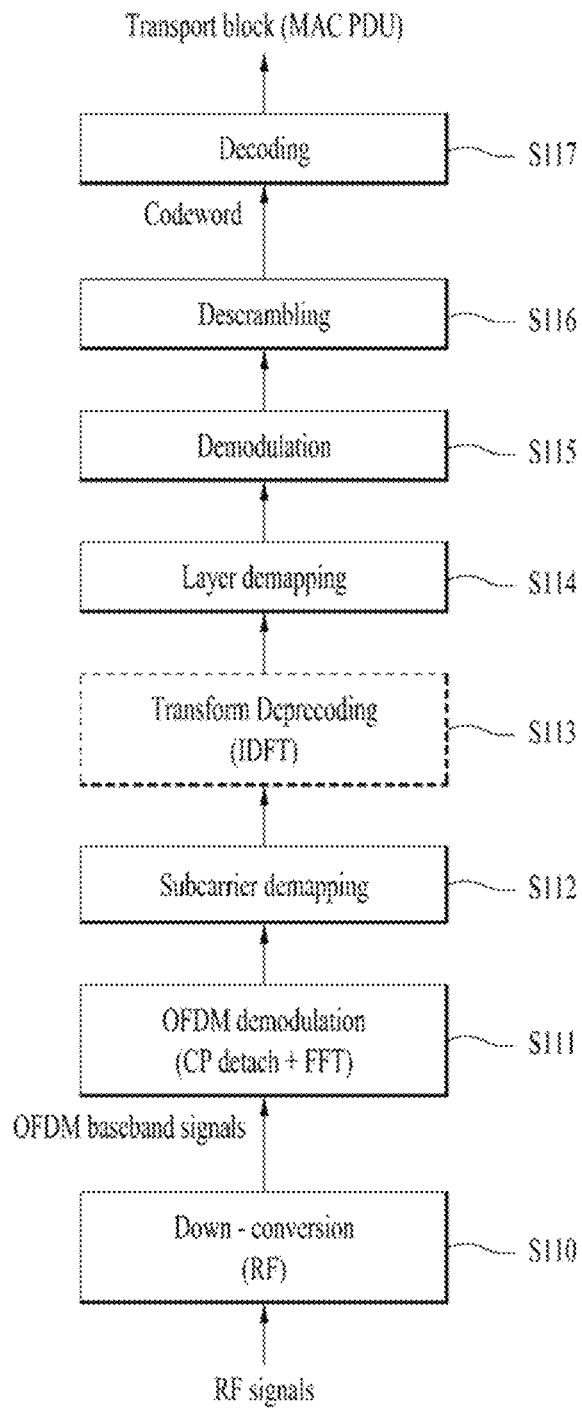 Transport block (MAC PDU)
Decoding
S117
Codeword
Descrambling
S116
Demodulation
S115
Layer demapping
S114
Transform Deprecoding
(IDFT)
S113
Subcarrier demapping
S112
OFDM demodulation
(CP detach + FFT)
S111
OFDM baseband signals
Down - conversion
(RF)
S110
RF signals